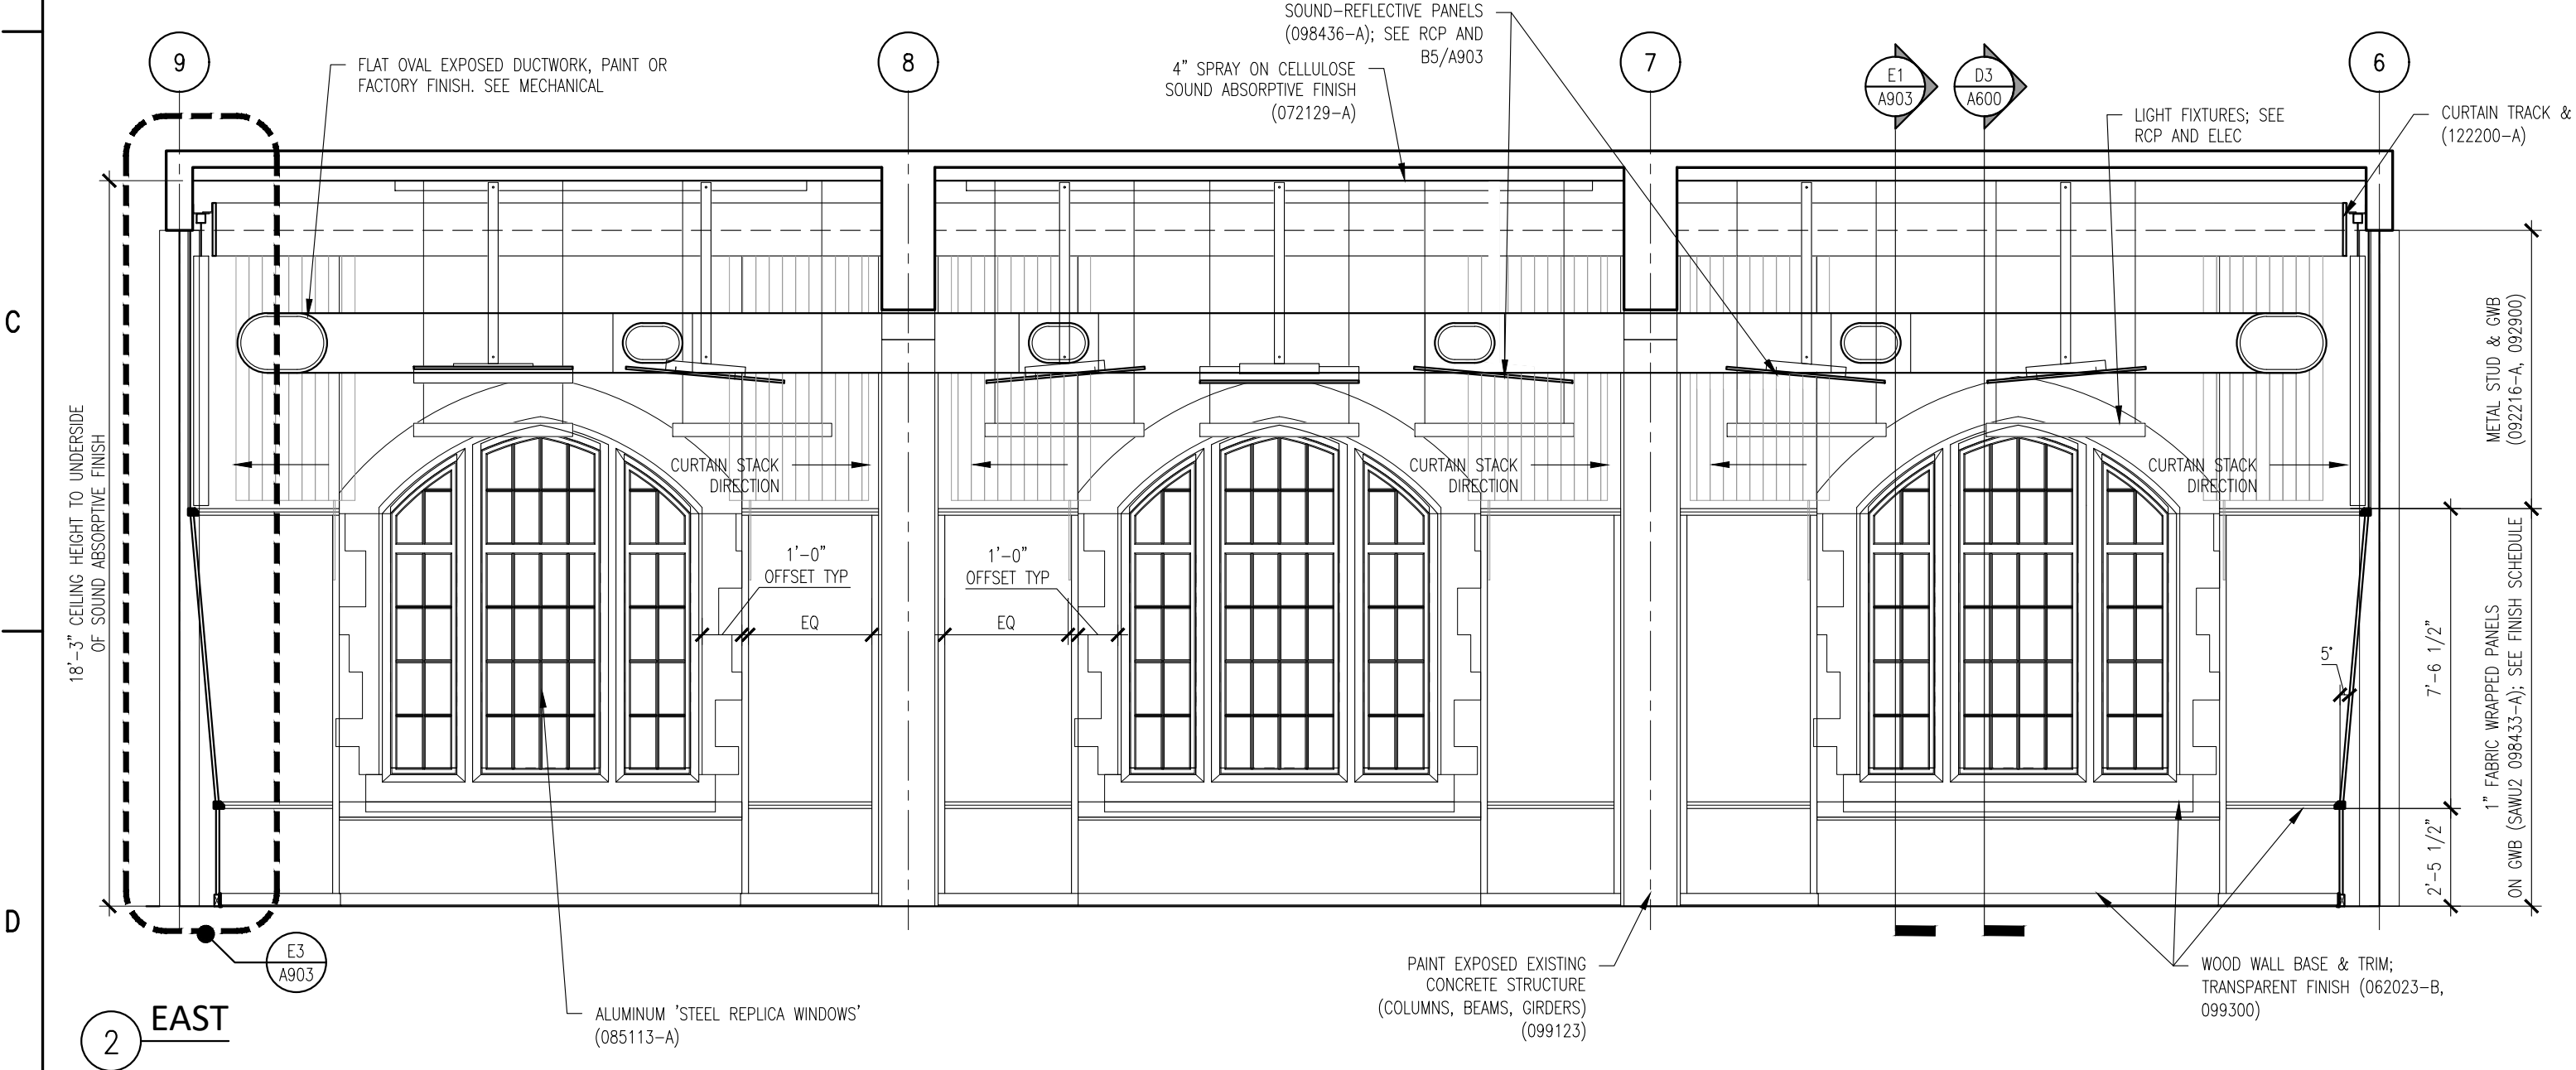 9
8
7
6
FLAT OVAL EXPOSED DUCTWORK, PAINT OR
FACTORY FINISH. SEE MECHANICAL
4" SPRAY ON CELLULOSE
SOUND ABSORPTIVE FINISH
(072129-A)
SOUND-REFLECTIVE PANELS
(098436-A); SEE RCP AND
B5/A903
E1
A903
D3
A600
LIGHT FIXTURES; SEE
RCP AND ELEC
CURTAIN TRACK &
(122200-A)
C
D
18'-3" CEILING HEIGHT TO UNDERSIDE
OF SOUND ABSORPTIVE FINISH
CURTAIN STACK
DIRECTION
CURTAIN STACK
DIRECTION
CURTAIN STACK
DIRECTION
1'-0"
OFFSET TYP
EQ
1'-0"
OFFSET TYP
EQ
METAL STUD & GWB
(092216-A, 092900)
5°
7'-6 1/2"
2'-5 1/2"
1" FABRIC WRAPPED PANELS
ON GWB (SAWU2 098433-A); SEE FINISH SCHEDULE
E3
A903
2
EAST
ALUMINUM 'STEEL REPLICA WINDOWS'
(085113-A)
PAINT EXPOSED EXISTING
CONCRETE STRUCTURE
(COLUMNS, BEAMS, GIRDERS)
(099123)
WOOD WALL BASE & TRIM;
TRANSPARENT FINISH (062023-B,
099300)